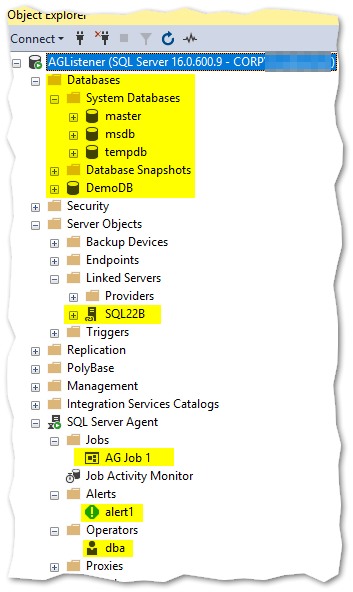 Object Explorer
Connect
AGListener (SQL Server 16.0.600.9 - CORP
Databases
System Databases
master
msdb
tempdb
Database Snapshots
DemoDB
Security
Server Objects
Backup Devices
Endpoints
Linked Servers
Providers
SQL22B
Triggers
Replication
PolyBase
Management
Integration Services Catalogs
SQL Server Agent
Jobs
AG Job 1
Job Activity Monitor
Alerts
alert1
Operators
dba
Proxies